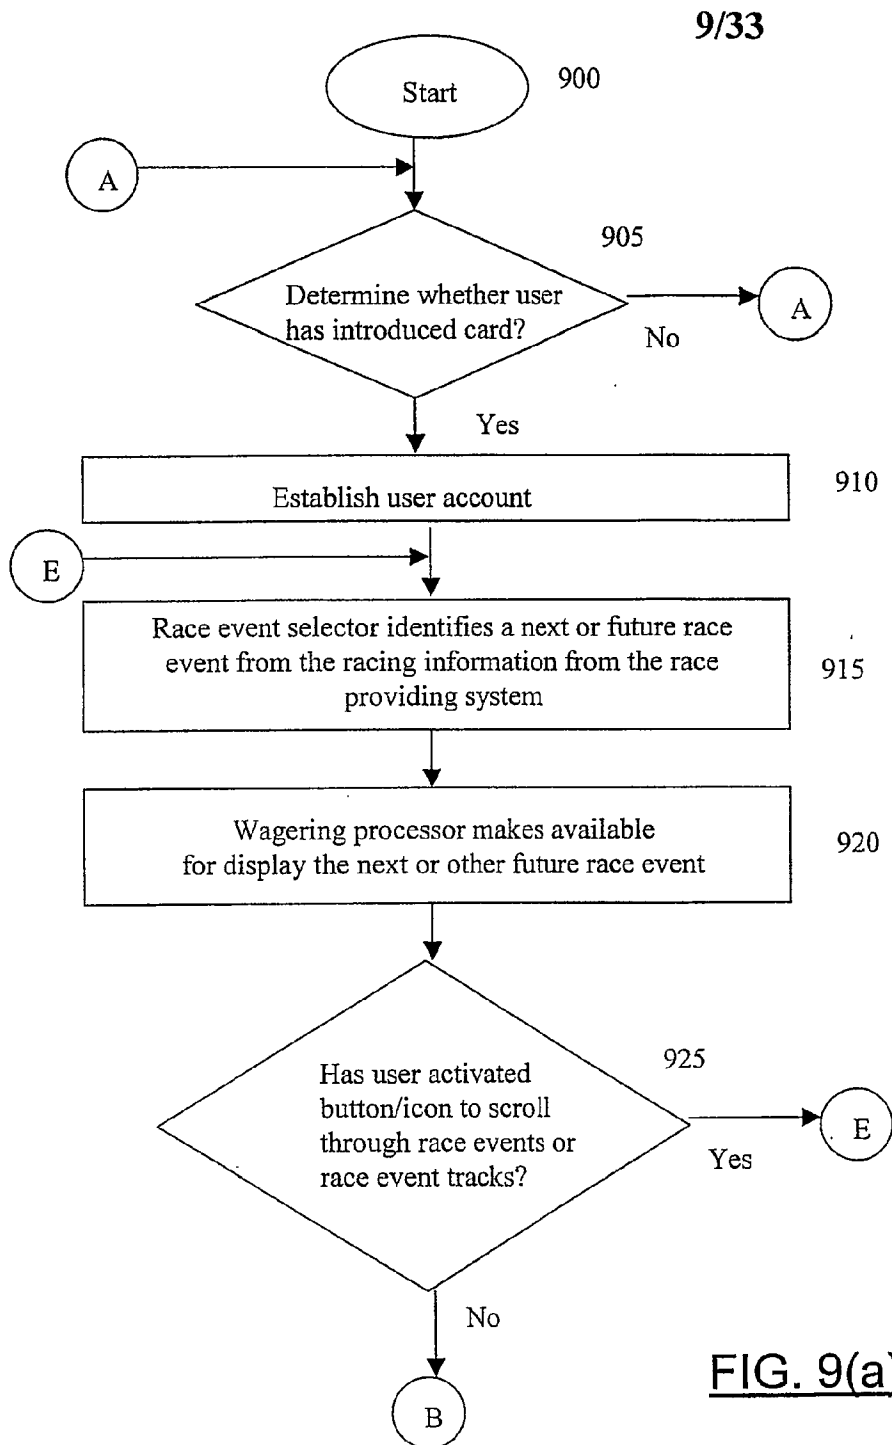 9/33
Start
900
A
905
Determine whether user
has introduced card?
A
No
Yes
Establish user account
910
E
Race event selector identifies a next or future race
event from the racing information from the race
providing system
915
Wagering processor makes available
for display the next or other future race event
920
925
Has user activated
button/icon to scroll
through race events or
race event tracks?
E
Yes
No
B
FIG. 9(a)